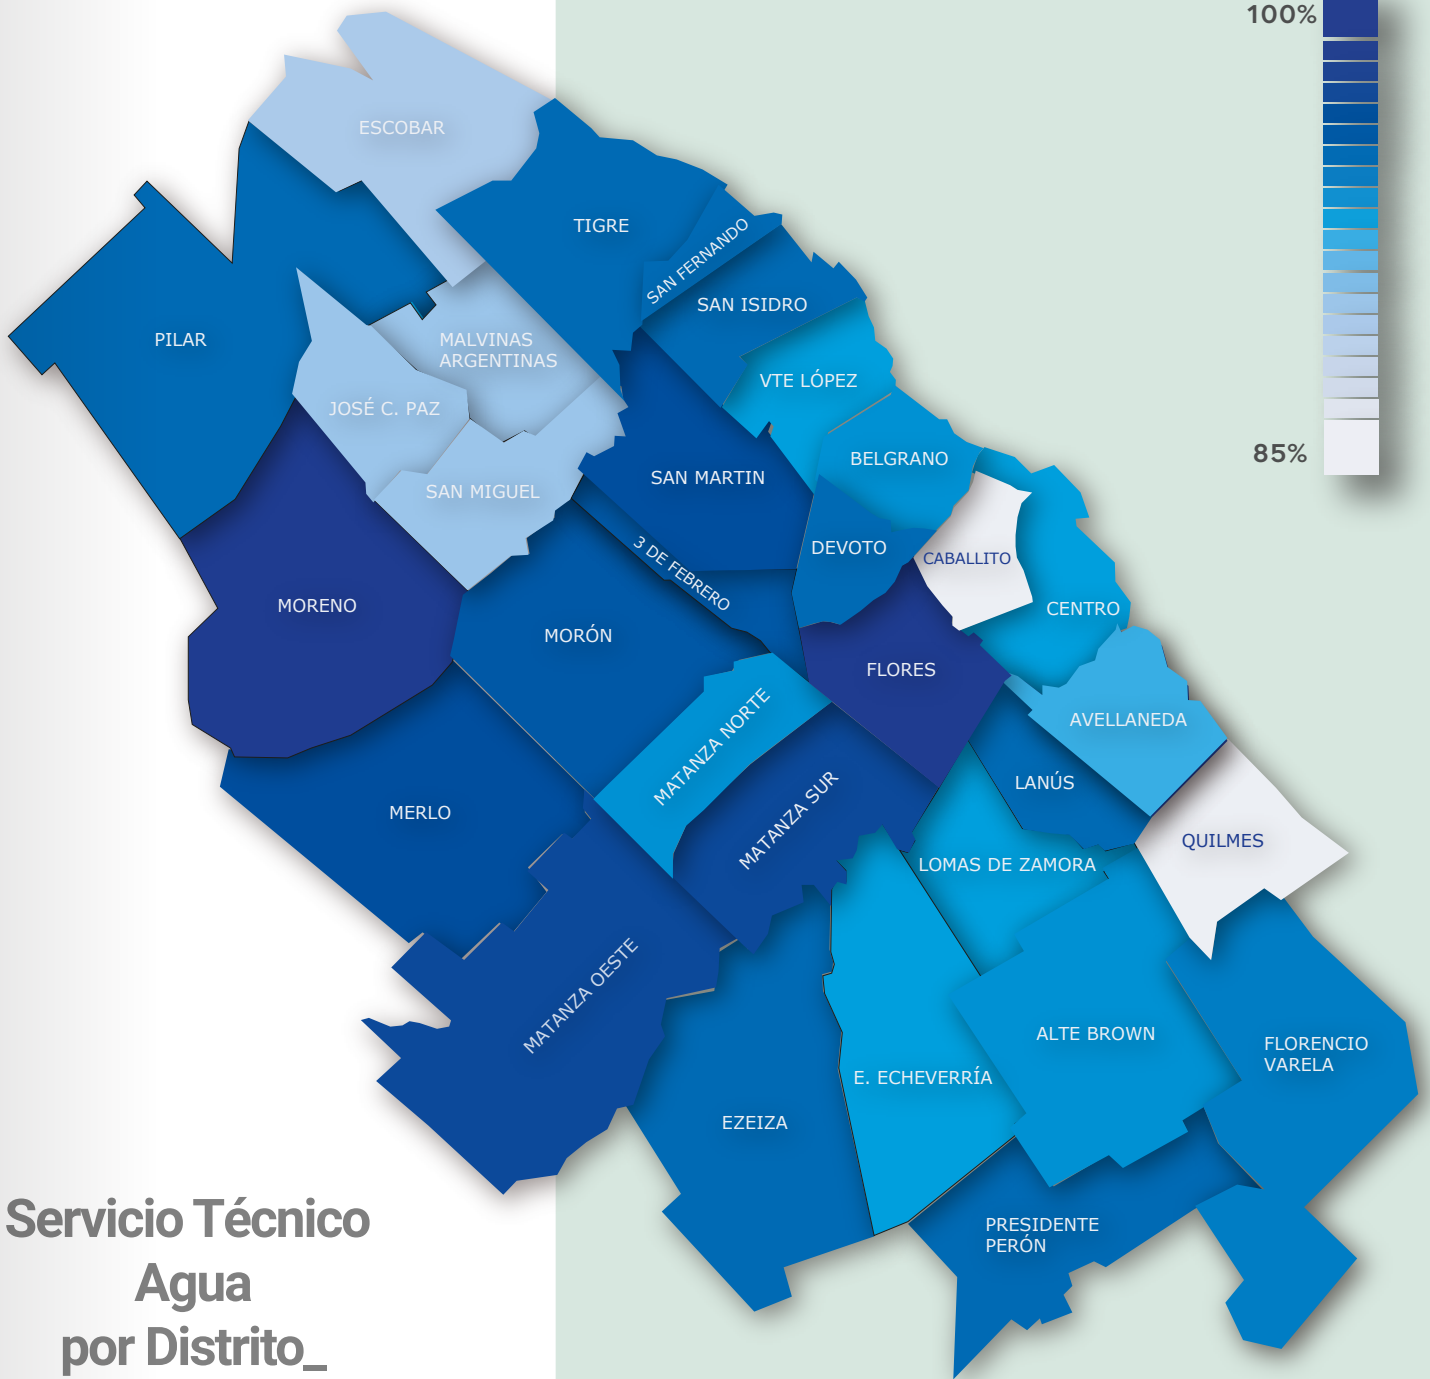 100%
85%
ESCOBAR
TIGRE
SAN FERNANDO
SAN ISIDRO
PILAR
MALVINAS
ARGENTINAS
VTE LÓPEZ
JOSÉ C. PAZ
BELGRANO
SAN MARTIN
SAN MIGUEL
DEVOTO
CABALLITO
3 DE FEBRERO
MORENO
CENTRO
MORÓN
FLORES
AVELLANEDA
MATANZA NORTE
LANÚS
MERLO
MATANZA SUR
QUILMES
LOMAS DE ZAMORA
MATANZA OESTE
ALTE BROWN
FLORENCIO
VARELA
E. ECHEVERRÍA
EZEIZA
PRESIDENTE
PERÓN
Servicio Técnico
Agua
por Distrito_